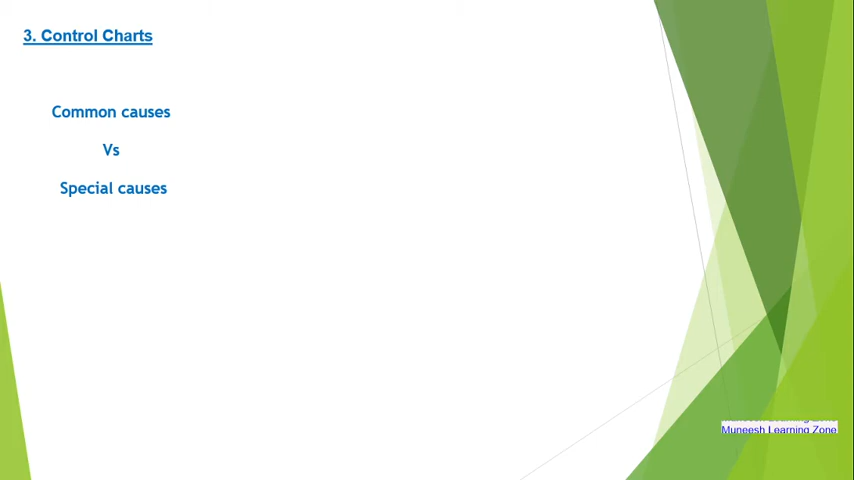 3. Control Charts
Common causes
Vs
Special causes
Muneesh Learning Zone